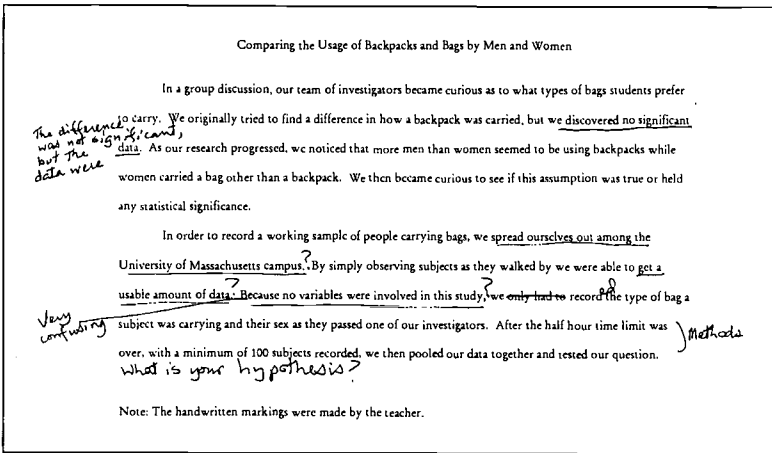 Comparing the Usage of Backpacks and Bags by Men and Women
In a group discussion, our team of investigators became curious as to what types of bags students prefer
to carry. We originally tried to find a difference in how a backpack was carried, but we discovered no significant
The difference
was not significant,
but the
data were
data. As our research progressed, we noticed that more men than women seemed to be using backpacks while
women carried a bag other than a backpack. We then became curious to see if this assumption was true or held
any statistical significance.
In order to record a working sample of people carrying bags, we spread ourselves out among the
University of Massachusetts campus.? By simply observing subjects as they walked by we were able to get a
usable amount of data.? Because no variables were involved in this study,? we only had to recorded the type of bag a
Very
confusing
subject was carrying and their sex as they passed one of our investigators. After the half hour time limit was
over, with a minimum of 100 subjects recorded, we then pooled our data together and tested our question.
Methods
What is your hypothesis?
Note: The handwritten markings were made by the teacher.